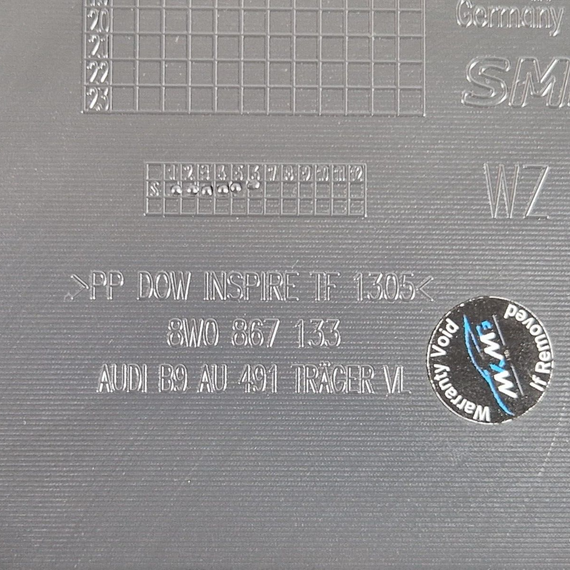 20
21
22
23
Germany
SM
1 2 3 4 5 6 7 8 9 10 11 12
S
WZ
>PP DOW INSPIRE TF 1305<
8W0 867 133
AUDI B9 AU 491 TRÄGER VL
Warranty Void
If Removed